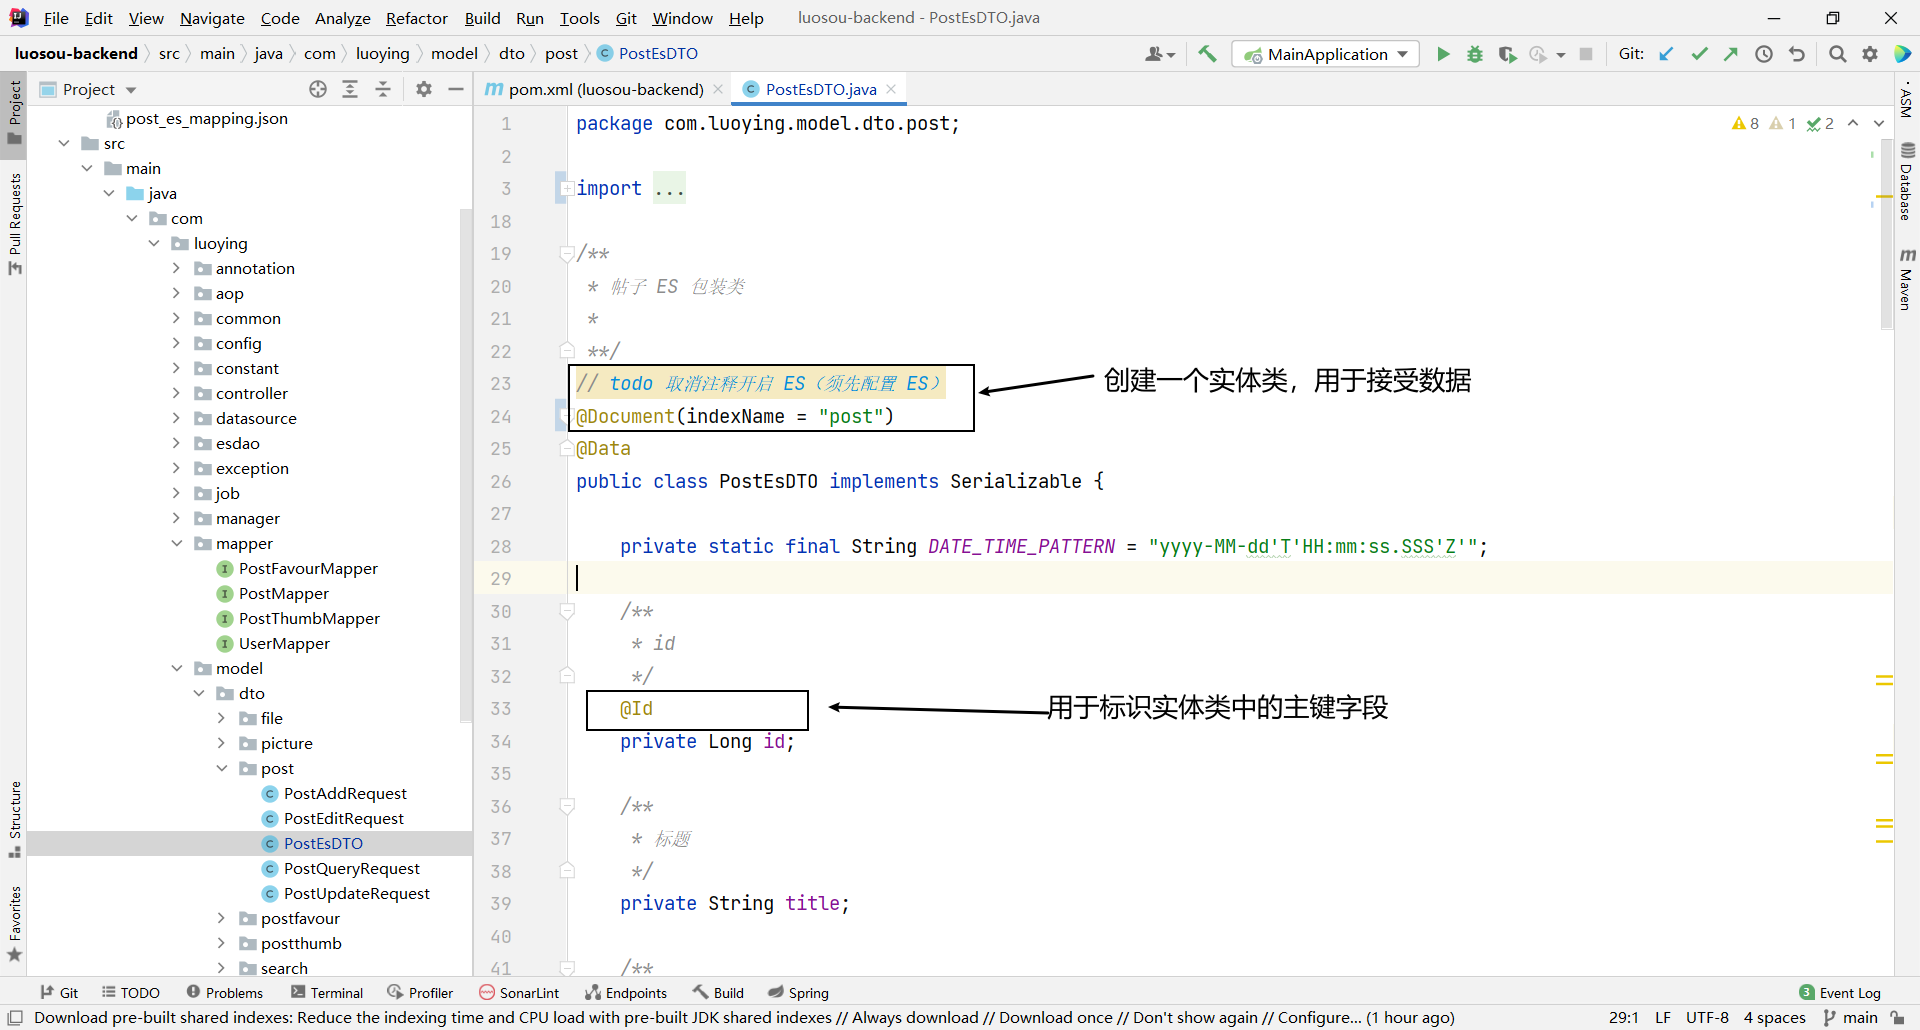 File Edit View Navigate Code Analyze Refactor Build Run Tools Git Window Help luosou-backend - PostEsDTO.java
luosou-backend src main java com luoying model dto post PostEsDTO MainApplication Git:
Project
pom.xml (luosou-backend)
PostEsDTO.java
Project
Pull Requests
Structure
Favorites
post_es_mapping.json
src
main
java
com
luoying
annotation
aop
common
config
constant
controller
datasource
esdao
exception
job
manager
mapper
PostFavourMapper
PostMapper
PostThumbMapper
UserMapper
model
dto
file
picture
post
PostAddRequest
PostEditRequest
PostEsDTO
PostQueryRequest
PostUpdateRequest
postfavour
postthumb
search
8 1 2
1 package com.luoying.model.dto.post;
2
3 import ...
18
19 /**
20 * 帖子 ES 包装类
21 *
22 **/
23 // todo 取消注释开启 ES（须先配置 ES）
创建一个实体类，用于接受数据
24 @Document(indexName = "post")
25 @Data
26 public class PostEsDTO implements Serializable {
27
28 private static final String DATE_TIME_PATTERN = "yyyy-MM-dd'T'HH:mm:ss.SSS'Z'";
29
30 /**
31 * id
32 */
33 @Id
用于标识实体类中的主键字段
34 private Long id;
35
36 /**
37 * 标题
38 */
39 private String title;
40
41 /**
ASM
Database
Maven
Git TODO Problems Terminal Profiler SonarLint Endpoints Build Spring 3 Event Log
Download pre-built shared indexes: Reduce the indexing time and CPU load with pre-built JDK shared indexes // Always download // Download once // Don't show again // Configure... (1 hour ago) 29:1 LF UTF-8 4 spaces main